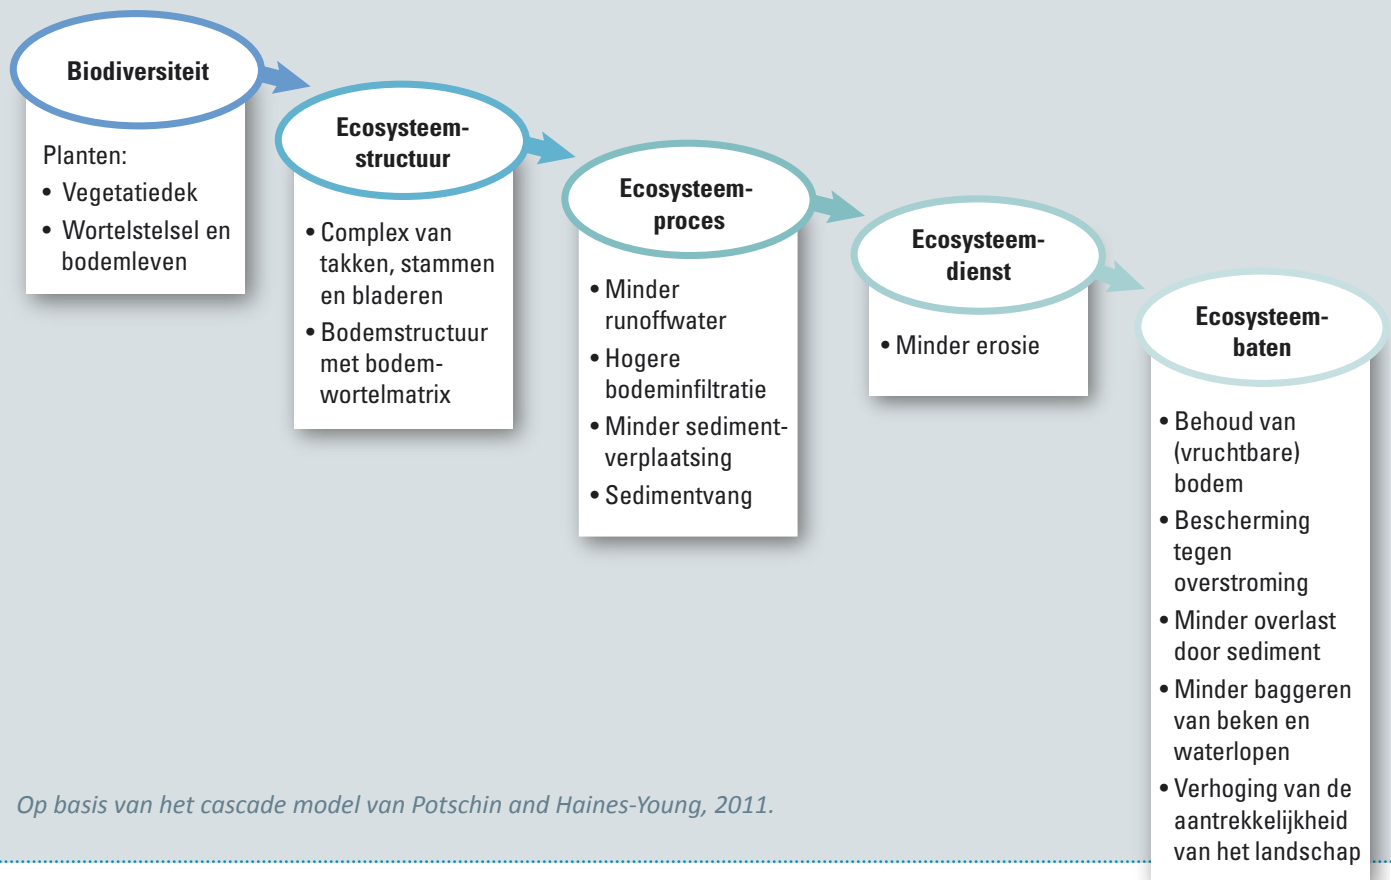 Biodiversiteit
Planten:
• Vegetatiedek
• Wortelstelsel en
bodemleven
Ecosysteem-
structuur
• Complex van
takken, stammen
en bladeren
• Bodemstructuur
met bodem-
wortelmatrix
Ecosysteem-
proces
• Minder
runoffwater
• Hogere
bodeminfiltratie
• Minder sediment-
verplaatsing
• Sedimentvang
Ecosysteem-
dienst
• Minder erosie
Ecosysteem-
baten
• Behoud van
(vruchtbare)
bodem
• Bescherming
tegen
overstroming
• Minder overlast
door sediment
• Minder baggeren
van beken en
waterlopen
• Verhoging van de
aantrekkelijkheid
van het landschap
Op basis van het cascade model van Potschin and Haines-Young, 2011.